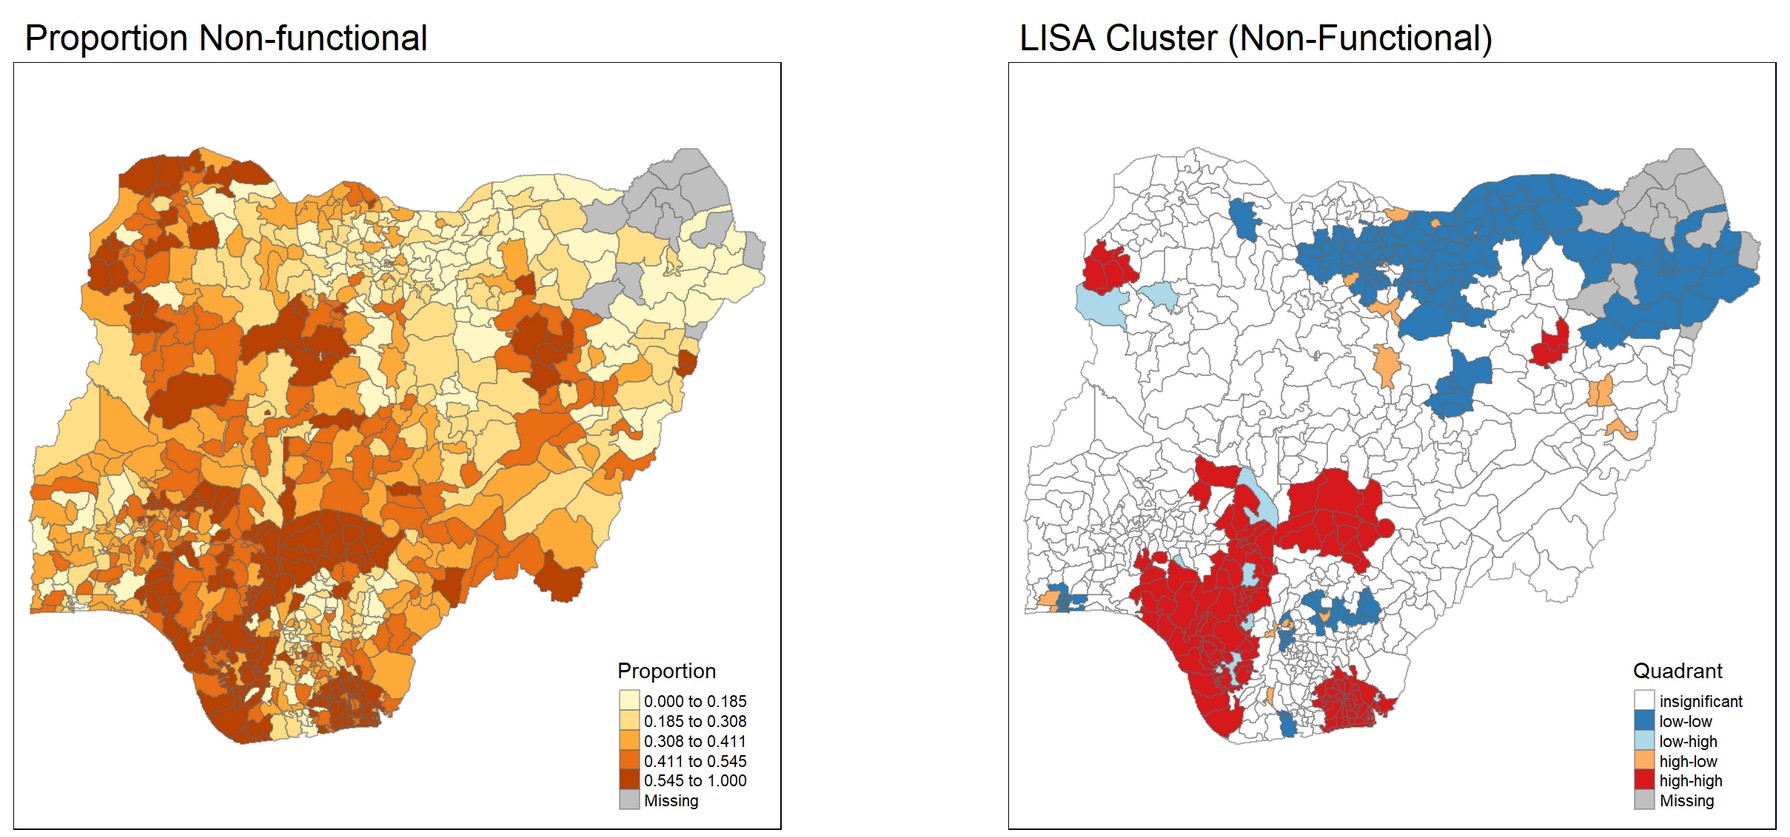 Proportion Non-functional
Proportion
0.000 to 0.185
0.185 to 0.308
0.308 to 0.411
0.411 to 0.545
0.545 to 1.000
Missing
LISA Cluster (Non-Functional)
Quadrant
insignificant
low-low
low-high
high-low
high-high
Missing